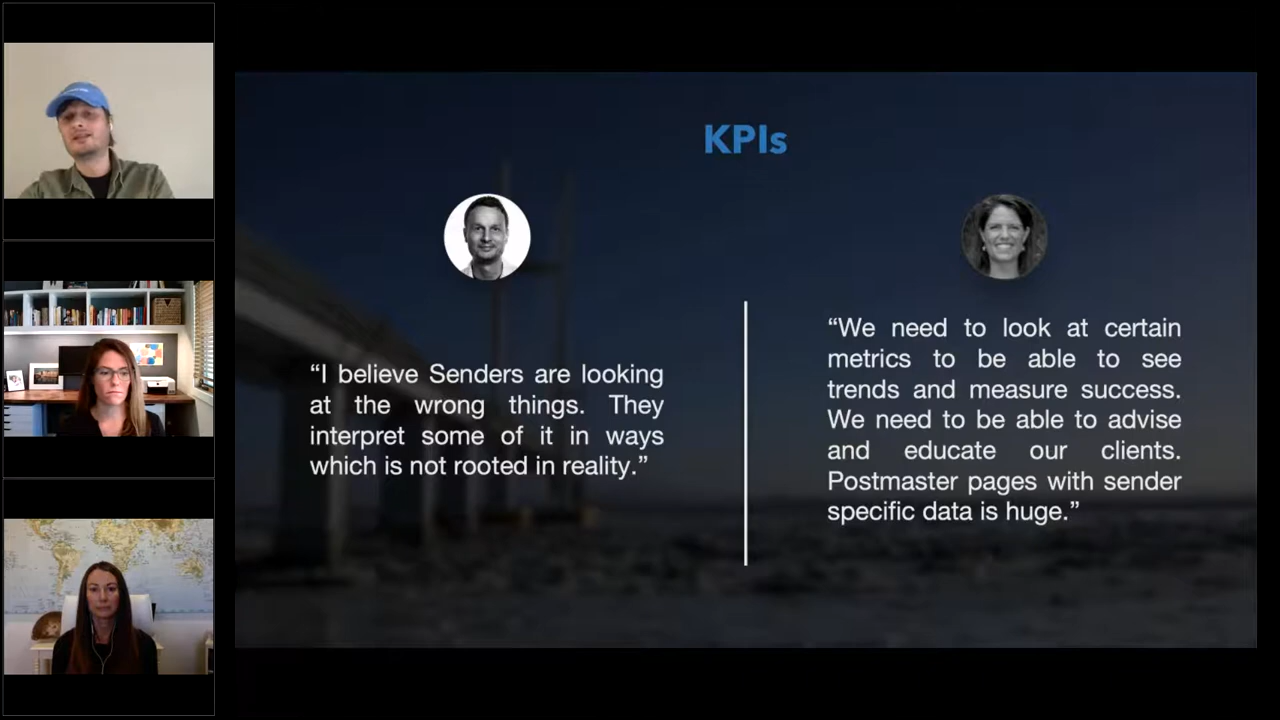 KPIs
“I believe Senders are looking
at the wrong things. They
interpret some of it in ways
which is not rooted in reality.”
“We need to look at certain
metrics to be able to see
trends and measure success.
We need to be able to advise
and educate our clients.
Postmaster pages with sender
specific data is huge.”